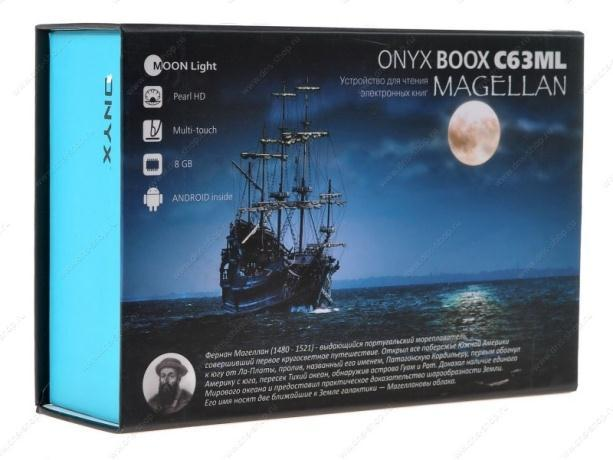 ONYX
ONYX BOOX C63ML
Устройство для чтения
электронных книг
MAGELLAN
MOON Light
Pearl HD
Multi-touch
8 GB
ANDROID inside
Фернан Магеллан (1480 - 1521) - выдающийся португальский мореплаватель,
совершивший первое кругосветное путешествие. Открыл все побережье Южной Америки
к югу от Ла-Платы, пролив, названный его именем, Патагонскую Кордильеру, первым обогнул
Америку с юга, пересек Тихий океан, обнаружив острова Гуам и Рот. Доказал наличие единого
Мирового океана и предоставил практическое доказательство шарообразности Земли.
Его имя носят две ближайшие к Земле галактики — Магеллановы облака.